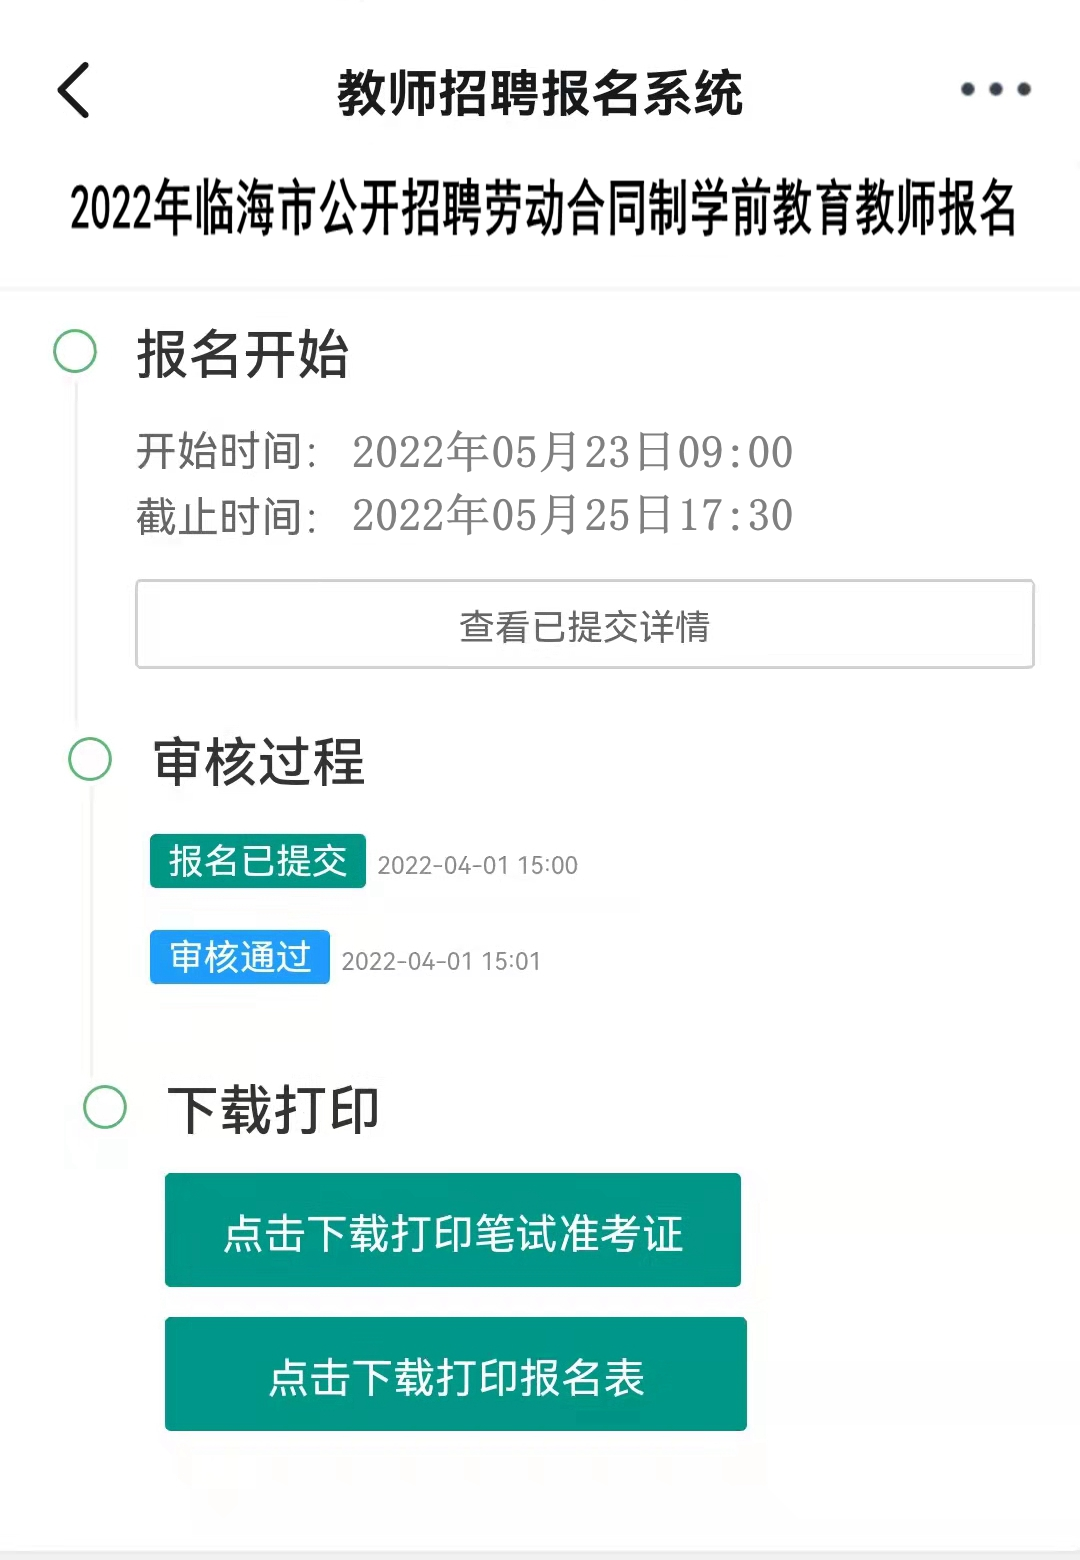 教师招聘报名系统
2022年临海市公开招聘劳动合同制学前教育教师报名
报名开始
开始时间： 2022年05月23日09:00
截止时间： 2022年05月25日17:30
查看已提交详情
审核过程
报名已提交 2022-04-01 15:00
审核通过 2022-04-01 15:01
下载打印
点击下载打印笔试准考证
点击下载打印报名表